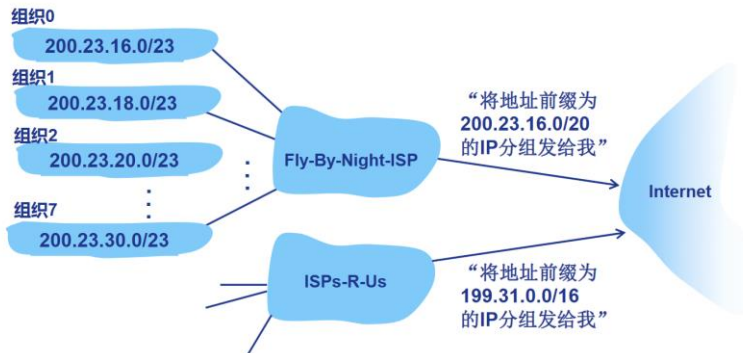 组织0
200.23.16.0/23
组织1
200.23.18.0/23
组织2
200.23.20.0/23
组织7
200.23.30.0/23
Fly-By-Night-ISP
“将地址前缀为
200.23.16.0/20
的IP分组发给我”
Internet
ISPs-R-Us
“将地址前缀为
199.31.0.0/16
的IP分组发给我”